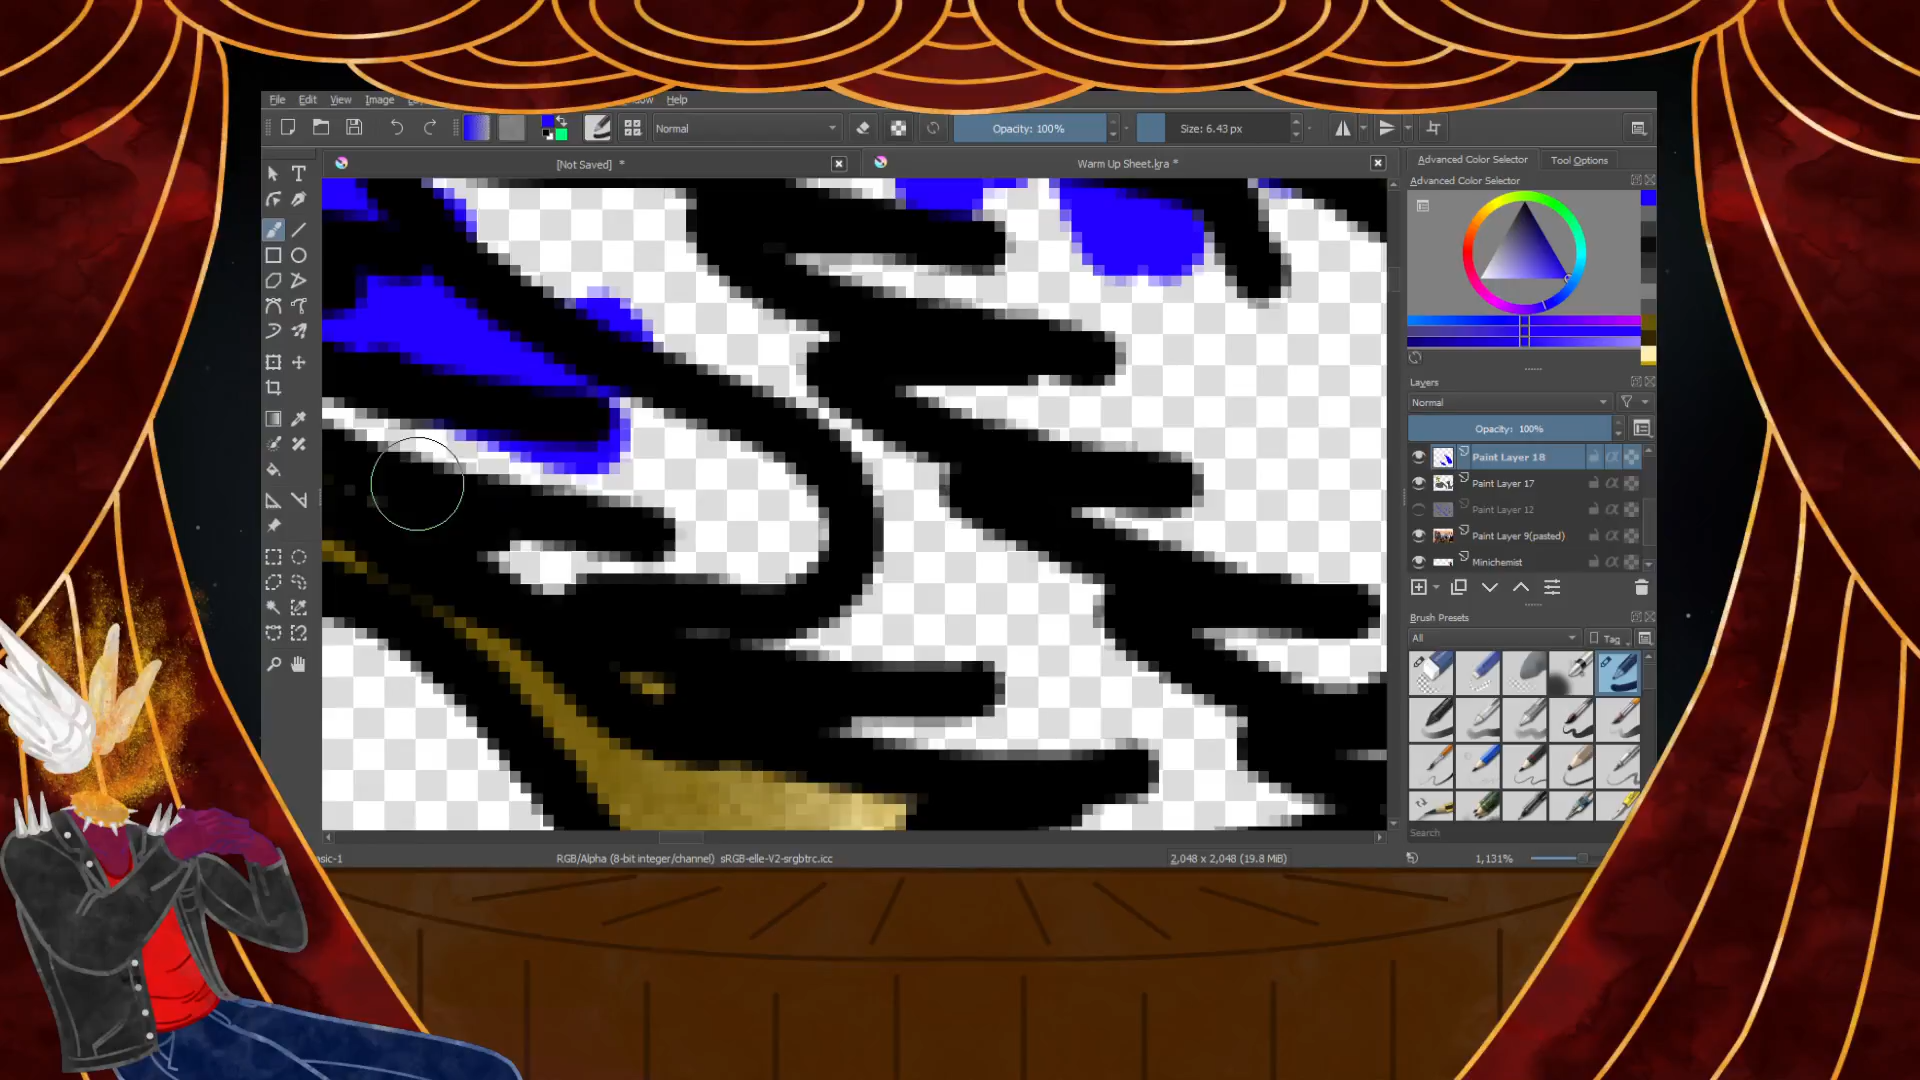 File Edit View Image Help
Normal
Opacity: 100%
Size: 6.43 px
[Not Saved] *
Warm Up Sheet.kra *
Advanced Color Selector
Tool Options
Advanced Color Selector
Layers
Normal
Opacity: 100%
Paint Layer 18
Paint Layer 17
Paint Layer 12
Paint Layer 9(pasted)
Minichemist
Brush Presets
All
Tag
Search
RGB/Alpha (8-bit integer/channel) sRGB-elle-V2-srgbtrc.icc
2,048 x 2,048 (19.8 MiB)
1,131%